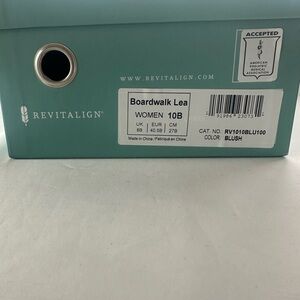 ACCEPTED
AMERICAN
PODIATRIC
MEDICAL
ASSOCIATION
WWW.REVITALIGN.COM
REVITALIGN®
Boardwalk Lea
WOMEN 10B
UK EUR CM
8B 40.5B 27B
Made in China
CAT. NO. RV1010BLU100
COLOR: BLUSH